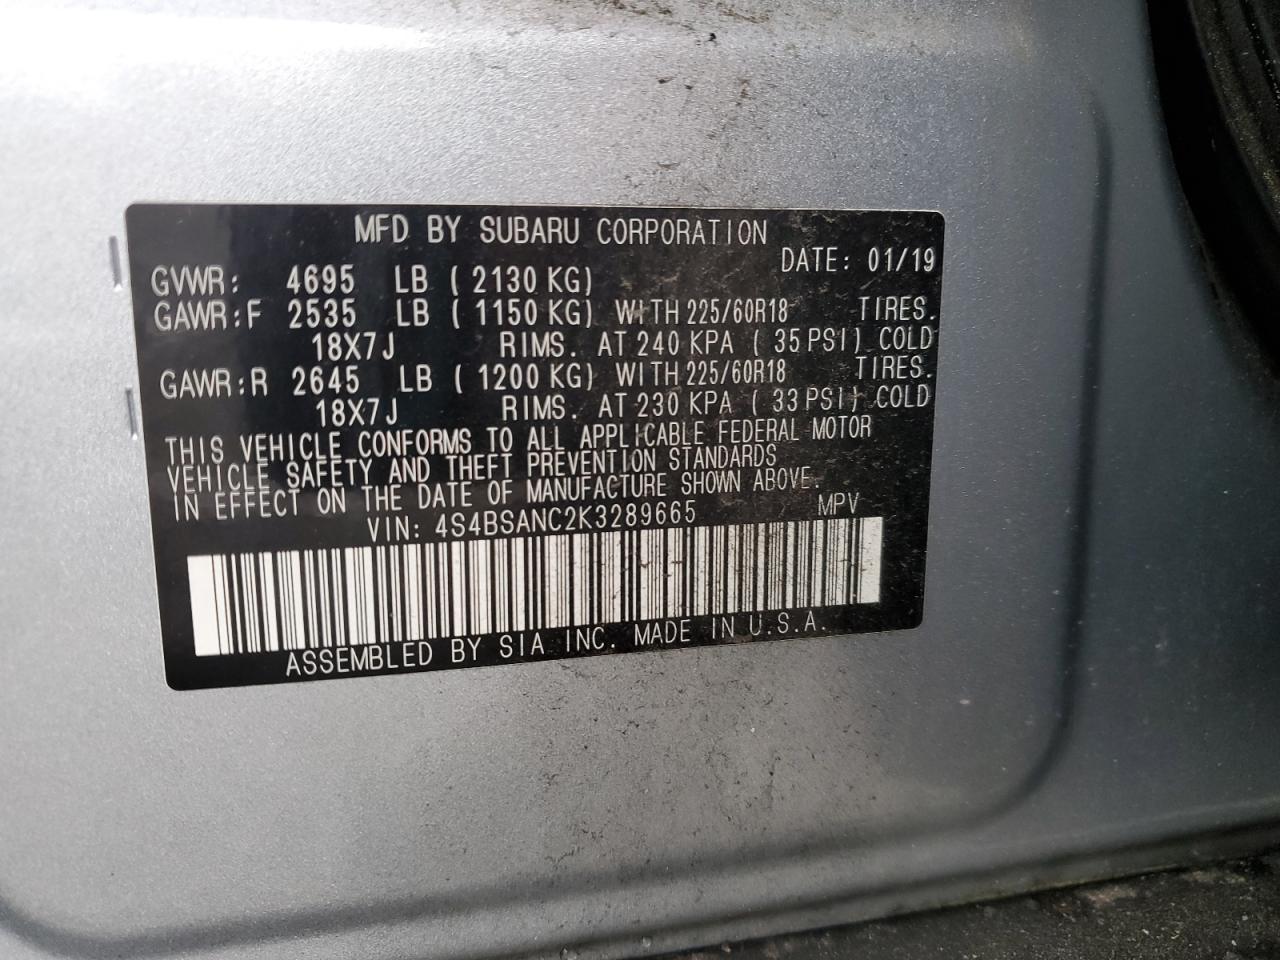 MFD BY SUBARU CORPORATION
DATE: 01/19
GVWR: 4695 LB ( 2130 KG)
GAWR:F 2535 LB ( 1150 KG) WITH 225/60R18 TIRES.
18X7J RIMS. AT 240 KPA ( 35 PSI) COLD
GAWR:R 2645 LB ( 1200 KG) WITH 225/60R18 TIRES.
18X7J RIMS. AT 230 KPA ( 33 PSI) COLD
THIS VEHICLE CONFORMS TO ALL APPLICABLE FEDERAL MOTOR
VEHICLE SAFETY AND THEFT PREVENTION STANDARDS
IN EFFECT ON THE DATE OF MANUFACTURE SHOWN ABOVE.
VIN: 4S4BSANC2K3289665 MPV
ASSEMBLED BY SIA INC. MADE IN U.S.A.